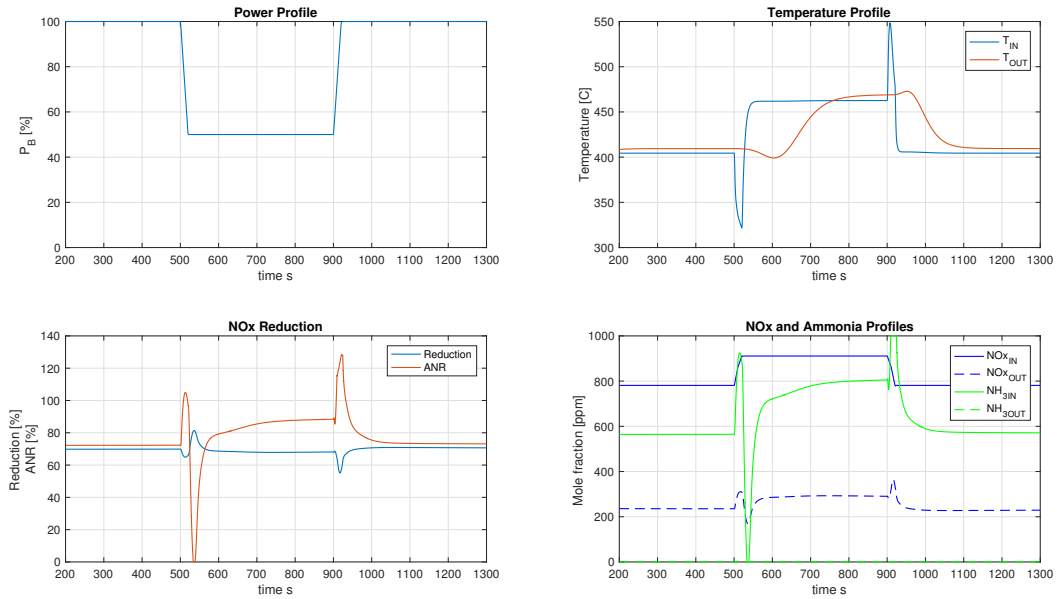 Power Profile
100
80
60
40
20
0
P_B [%]
200 300 400 500 600 700 800 900 1000 1100 1200 1300
time s
Temperature Profile
550
500
450
400
350
300
Temperature [C]
T_IN
T_OUT
200 300 400 500 600 700 800 900 1000 1100 1200 1300
time s
NOx Reduction
140
120
100
80
60
40
20
0
Reduction [%]
ANR [%]
Reduction
ANR
200 300 400 500 600 700 800 900 1000 1100 1200 1300
time s
NOx and Ammonia Profiles
1000
800
600
400
200
0
Mole fraction [ppm]
NOx_IN
NOx_OUT
NH_3IN
NH_3OUT
200 300 400 500 600 700 800 900 1000 1100 1200 1300
time s